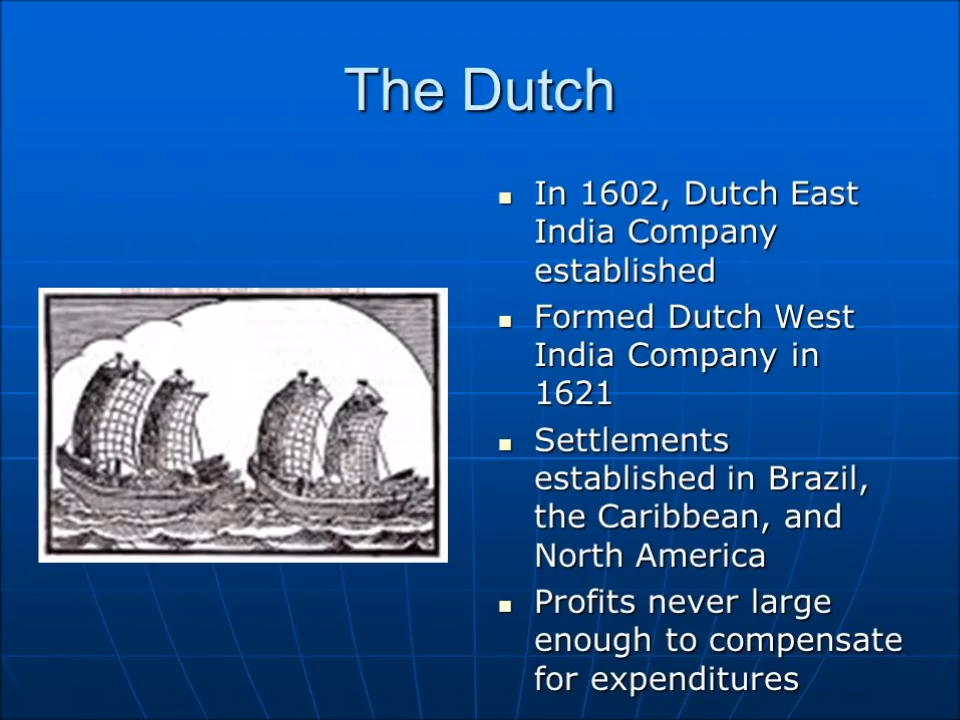 The Dutch
In 1602, Dutch East
India Company
established
Formed Dutch West
India Company in
1621
Settlements
established in Brazil,
the Caribbean, and
North America
Profits never large
enough to compensate
for expenditures